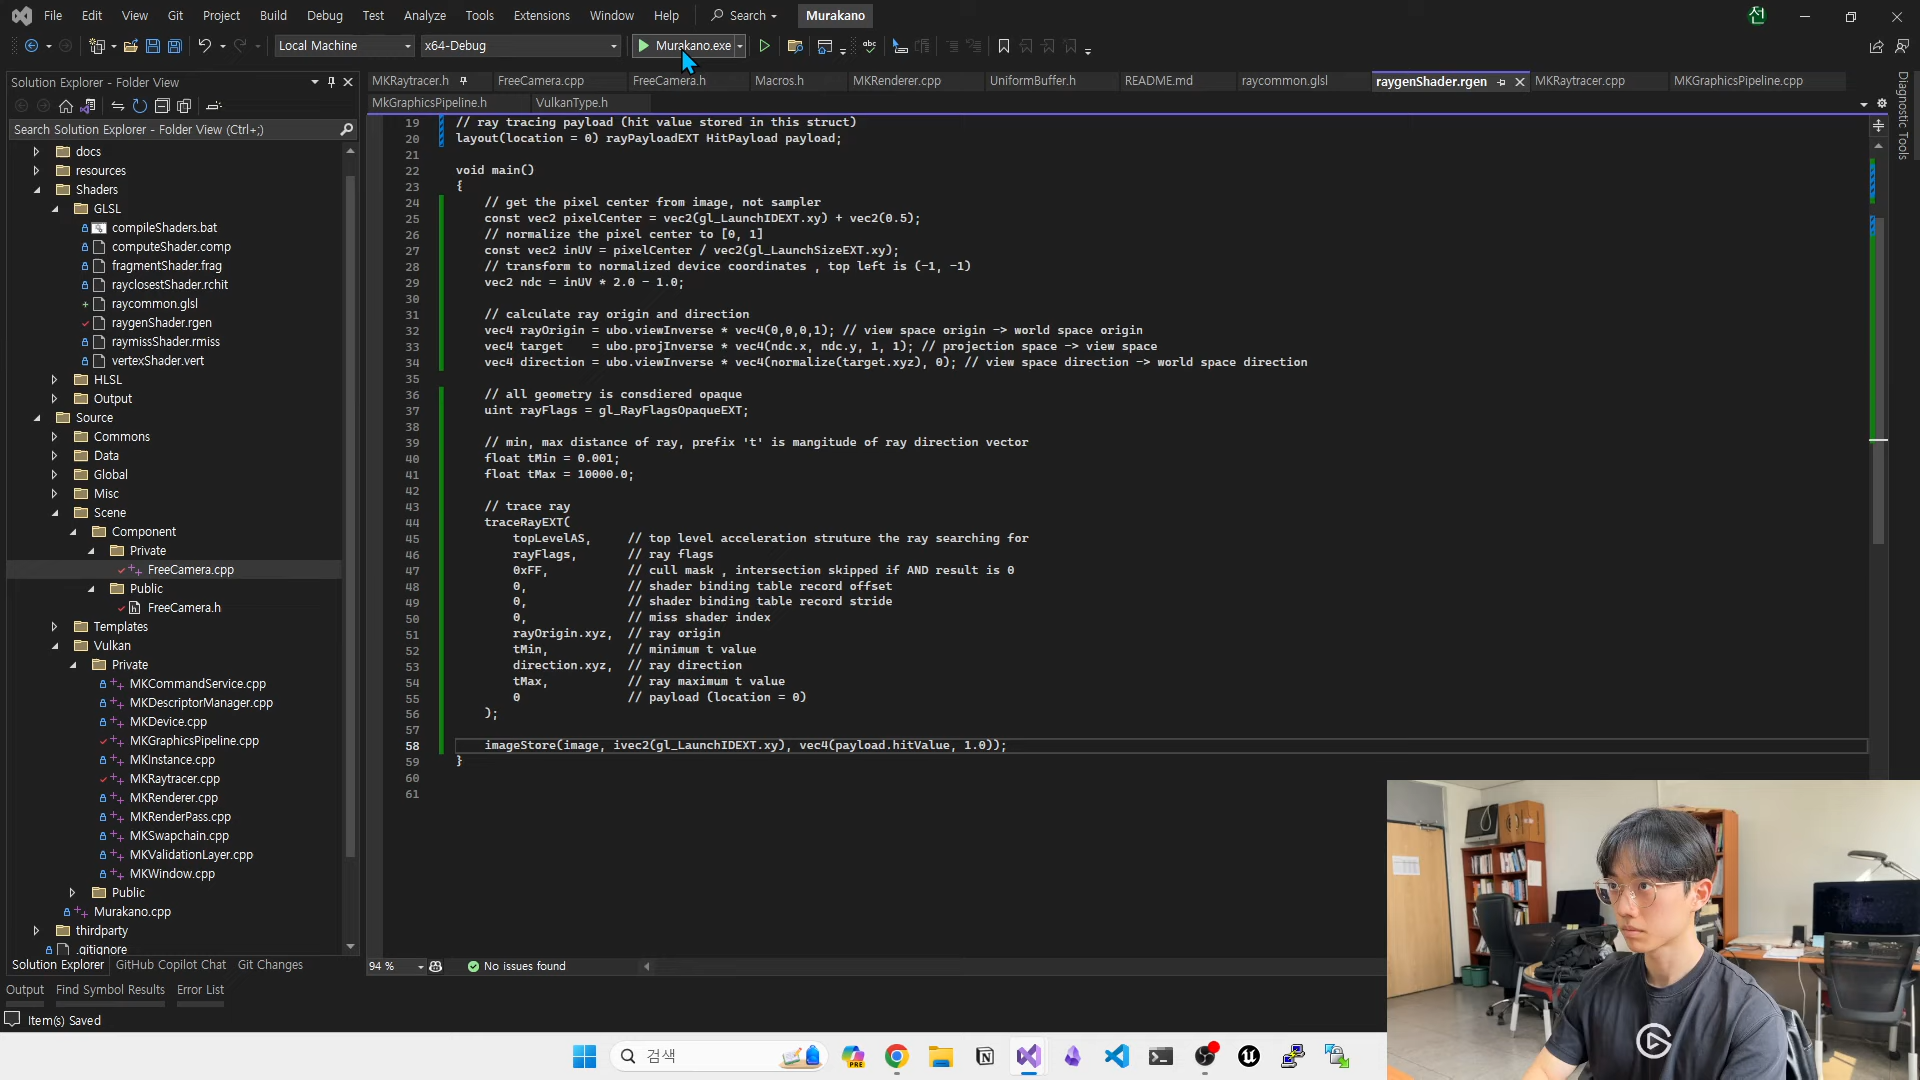 File Edit View Git Project Build Debug Test Analyze Tools Extensions Window Help Search Murakano 선
Local Machine x64-Debug Murakano.exe
Solution Explorer - Folder View
Search Solution Explorer - Folder View (Ctrl+;)
docs
resources
Shaders
GLSL
compileShaders.bat
computeShader.comp
fragmentShader.frag
rayclosestShader.rchit
raycommon.glsl
raygenShader.rgen
raymissShader.rmiss
vertexShader.vert
HLSL
Output
Source
Commons
Data
Global
Misc
Scene
Component
Private
FreeCamera.cpp
Public
FreeCamera.h
Templates
Vulkan
Private
MKCommandService.cpp
MKDescriptorManager.cpp
MKDevice.cpp
MKGraphicsPipeline.cpp
MKInstance.cpp
MKRaytracer.cpp
MKRenderer.cpp
MKRenderPass.cpp
MKSwapchain.cpp
MKValidationLayer.cpp
MKWindow.cpp
Public
Murakano.cpp
thirdparty
.gitignore
Solution Explorer GitHub Copilot Chat Git Changes
MKRaytracer.h FreeCamera.cpp FreeCamera.h Macros.h MKRenderer.cpp UniformBuffer.h README.md raycommon.glsl raygenShader.rgen MKRaytracer.cpp MKGraphicsPipeline.cpp
MkGraphicsPipeline.h VulkanType.h
19 // ray tracing payload (hit value stored in this struct)
20 layout(location = 0) rayPayloadEXT HitPayload payload;
21
22 void main()
23 {
24 // get the pixel center from image, not sampler
25 const vec2 pixelCenter = vec2(gl_LaunchIDEXT.xy) + vec2(0.5);
26 // normalize the pixel center to [0, 1]
27 const vec2 inUV = pixelCenter / vec2(gl_LaunchSizeEXT.xy);
28 // transform to normalized device coordinates , top left is (-1, -1)
29 vec2 ndc = inUV * 2.0 - 1.0;
30
31 // calculate ray origin and direction
32 vec4 rayOrigin = ubo.viewInverse * vec4(0,0,0,1); // view space origin -> world space origin
33 vec4 target = ubo.projInverse * vec4(ndc.x, ndc.y, 1, 1); // projection space -> view space
34 vec4 direction = ubo.viewInverse * vec4(normalize(target.xyz), 0); // view space direction -> world space direction
35
36 // all geometry is consdiered opaque
37 uint rayFlags = gl_RayFlagsOpaqueEXT;
38
39 // min, max distance of ray, prefix 't' is mangitude of ray direction vector
40 float tMin = 0.001;
41 float tMax = 10000.0;
42
43 // trace ray
44 traceRayEXT(
45 topLevelAS, // top level acceleration struture the ray searching for
46 rayFlags, // ray flags
47 0xFF, // cull mask , intersection skipped if AND result is 0
48 0, // shader binding table record offset
49 0, // shader binding table record stride
50 0, // miss shader index
51 rayOrigin.xyz, // ray origin
52 tMin, // minimum t value
53 direction.xyz, // ray direction
54 tMax, // ray maximum t value
55 0 // payload (location = 0)
56 );
57
58 imageStore(image, ivec2(gl_LaunchIDEXT.xy), vec4(payload.hitValue, 1.0));
59 }
60
61
94 % No issues found
Diagnostic Tools
Output Find Symbol Results Error List
Item(s) Saved
검색
PRE